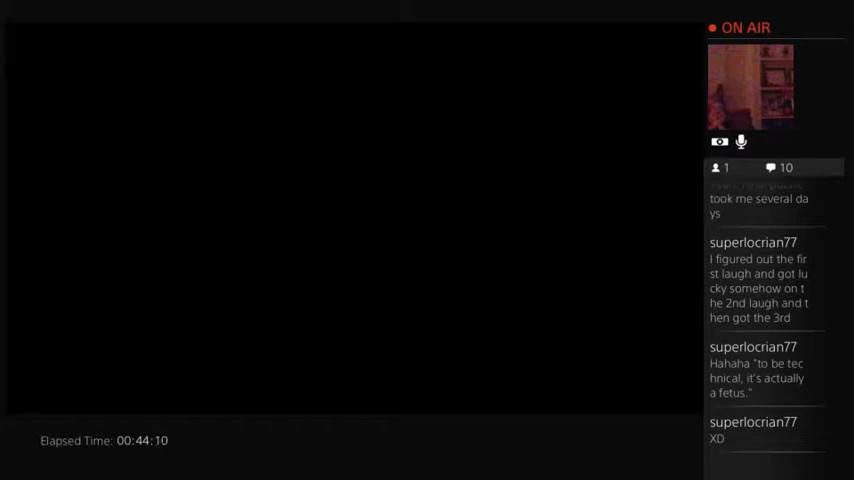 ON AIR
1
10
took me several da
ys
superlocrian77
I figured out the fir
st laugh and got lu
cky somehow on t
he 2nd laugh and t
hen got the 3rd
superlocrian77
Hahaha "to be tec
hnical, it's actually
a fetus."
superlocrian77
XD
Elapsed Time: 00:44:10